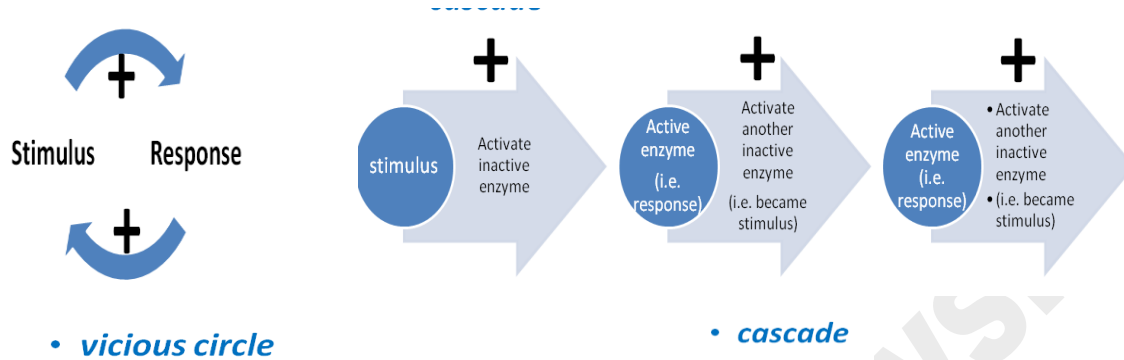 cascade
+
+
+
+
Stimulus Response
+
stimulus
Activate
inactive
enzyme
Active
enzyme
(i.e.
response)
Activate
another
inactive
enzyme
(i.e. became
stimulus)
Active
enzyme
(i.e.
response)
• Activate
another
inactive
enzyme
• (i.e. became
stimulus)
• vicious circle
• cascade